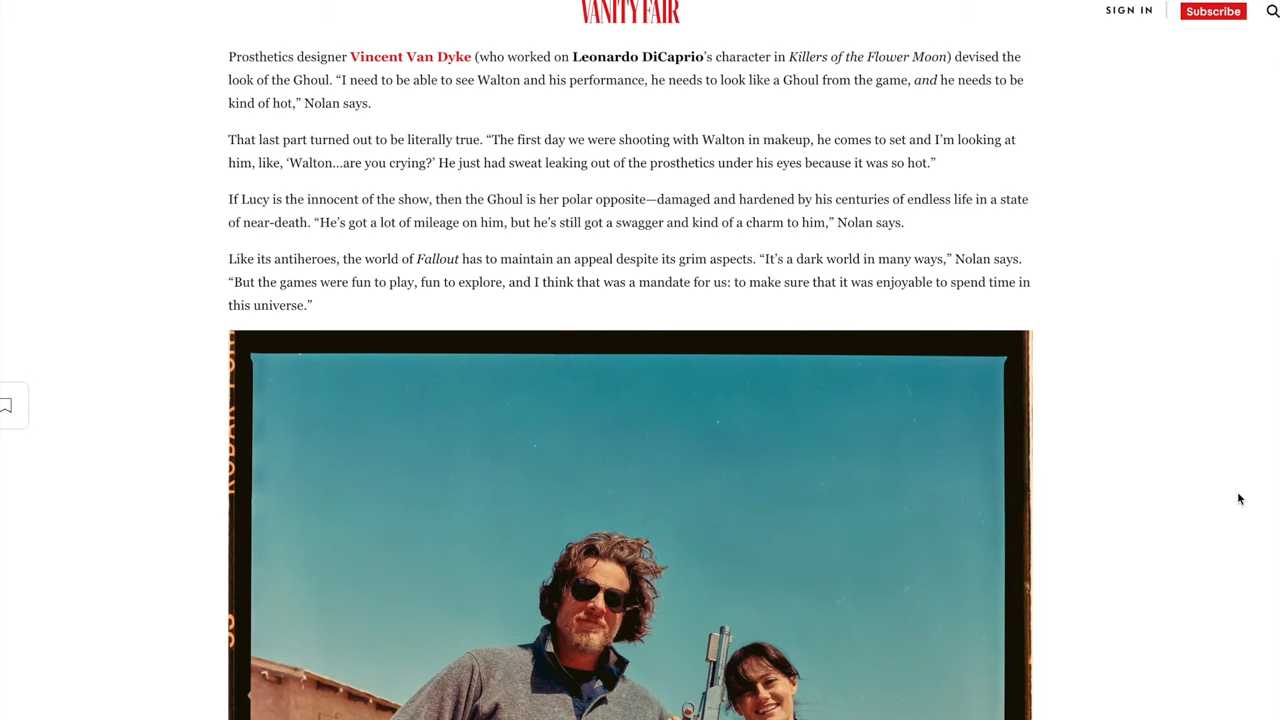 VANITY FAIR
SIGN IN
Subscribe
Prosthetics designer Vincent Van Dyke (who worked on Leonardo DiCaprio’s character in Killers of the Flower Moon) devised the
look of the Ghoul. “I need to be able to see Walton and his performance, he needs to look like a Ghoul from the game, and he needs to be
kind of hot,” Nolan says.
That last part turned out to be literally true. “The first day we were shooting with Walton in makeup, he comes to set and I’m looking at
him, like, ‘Walton…are you crying?’ He just had sweat leaking out of the prosthetics under his eyes because it was so hot.”
If Lucy is the innocent of the show, then the Ghoul is her polar opposite—damaged and hardened by his centuries of endless life in a state
of near-death. “He’s got a lot of mileage on him, but he’s still got a swagger and kind of a charm to him,” Nolan says.
Like its antiheroes, the world of Fallout has to maintain an appeal despite its grim aspects. “It’s a dark world in many ways,” Nolan says.
“But the games were fun to play, fun to explore, and I think that was a mandate for us: to make sure that it was enjoyable to spend time in
this universe.”